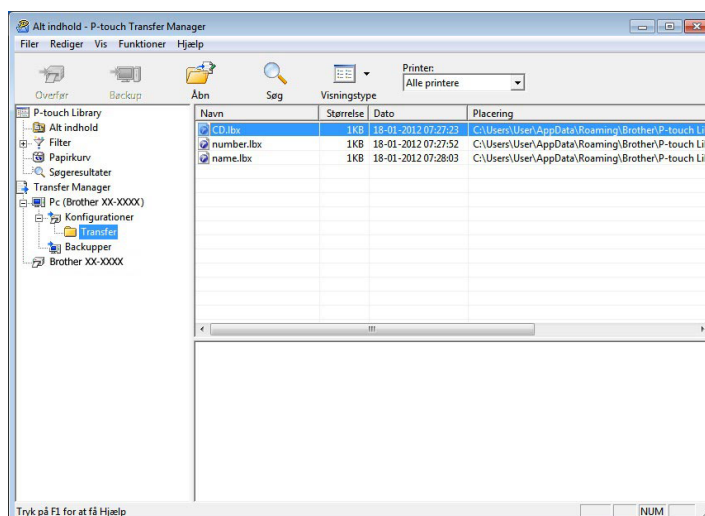 Alt indhold - P-touch Transfer Manager
Filer Rediger Vis Funktioner Hjælp
Overfør Backup Åbn Søg Visningstype
Printer:
Alle printere
P-touch Library
Alt indhold
Filter
Papirkurv
Søgeresultater
Transfer Manager
Pc (Brother XX-XXXX)
Konfigurationer
Transfer
Backupper
Brother XX-XXXX
Navn Størrelse Dato Placering
CD.lbx 1KB 18-01-2012 07:27:23 C:\Users\User\AppData\Roaming\Brother\P-touch Li
number.lbx 1KB 18-01-2012 07:27:52 C:\Users\User\AppData\Roaming\Brother\P-touch Li
name.lbx 1KB 18-01-2012 07:28:03 C:\Users\User\AppData\Roaming\Brother\P-touch Li
Tryk på F1 for at få Hjælp
NUM